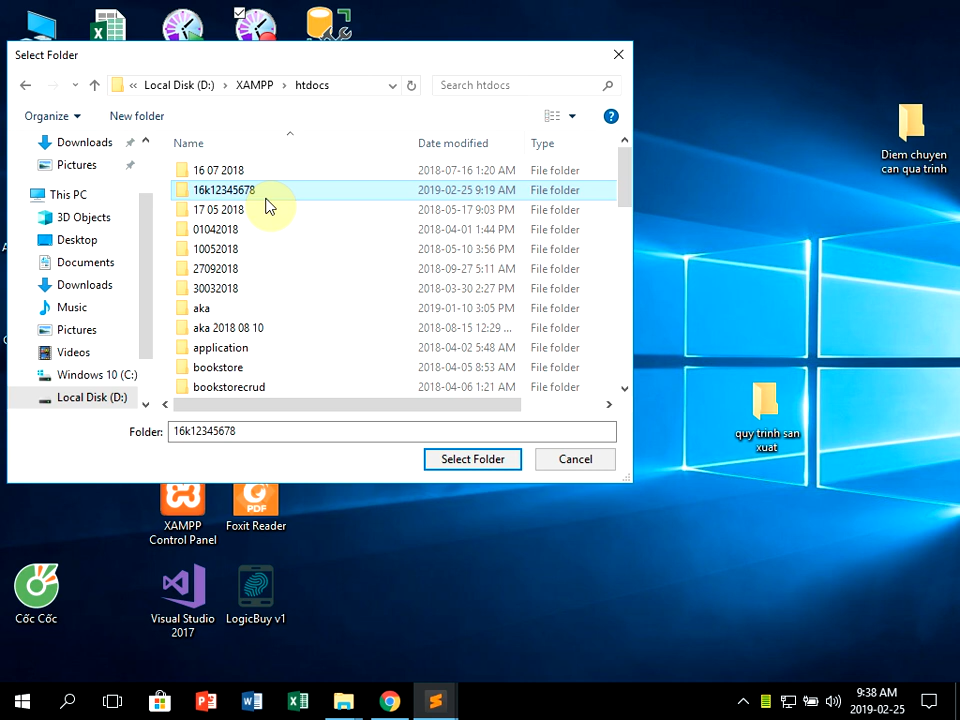 Select Folder
Local Disk (D:)
XAMPP
htdocs
Search htdocs
Organize
New folder
Name
Date modified
Type
Downloads
Pictures
This PC
3D Objects
Desktop
Documents
Downloads
Music
Pictures
Videos
Windows 10 (C:)
Local Disk (D:)
16 07 2018 2018-07-16 1:20 AM File folder
16k12345678 2019-02-25 9:19 AM File folder
17 05 2018 2018-05-17 9:03 PM File folder
01042018 2018-04-01 1:44 PM File folder
10052018 2018-05-10 3:56 PM File folder
27092018 2018-09-27 5:11 AM File folder
30032018 2018-03-30 2:27 PM File folder
aka 2019-01-10 3:05 PM File folder
aka 2018 08 10 2018-08-15 12:29 ... File folder
application 2018-04-02 5:48 AM File folder
bookstore 2018-04-05 8:53 AM File folder
bookstorecrud 2018-04-06 1:21 AM File folder
Folder: 16k12345678
Select Folder
Cancel
Diem chuyen
can qua trinh
quy trinh san
xuat
XAMPP
Control Panel
PDF
Foxit Reader
Cốc Cốc
Visual Studio
2017
LogicBuy v1
9:38 AM
2019-02-25